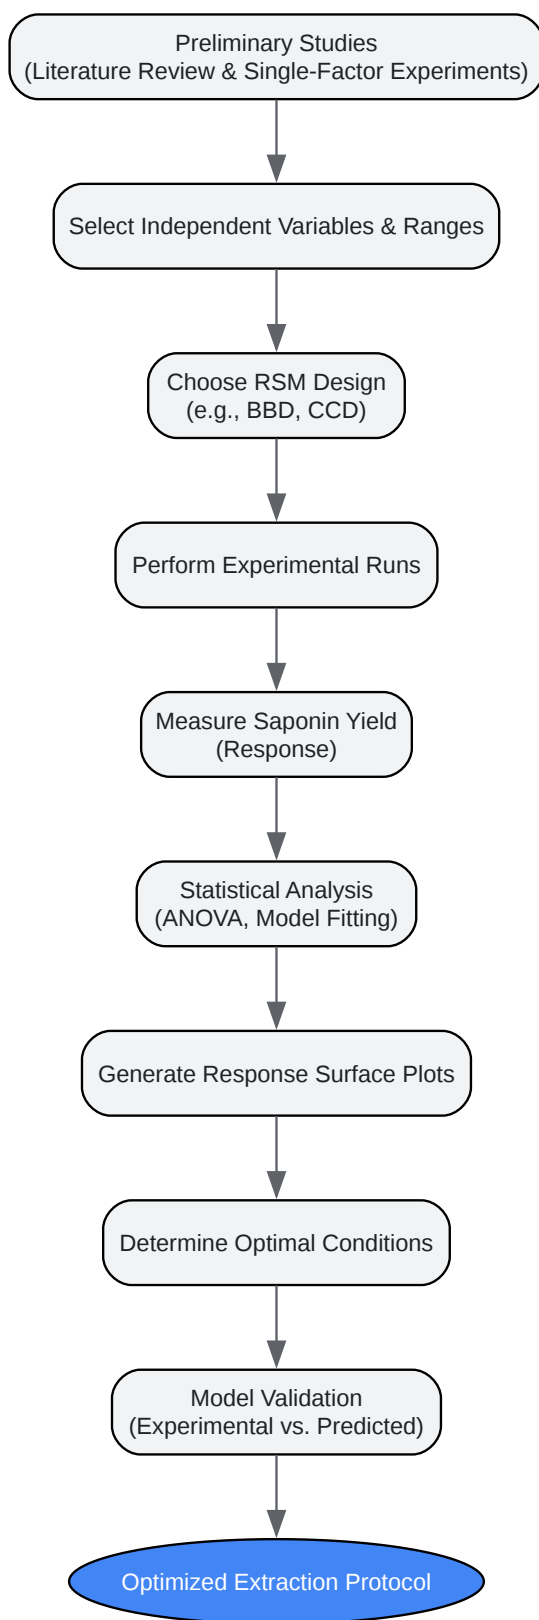 Preliminary Studies
(Literature Review & Single-Factor Experiments)
Select Independent Variables & Ranges
Choose RSM Design
(e.g., BBD, CCD)
Perform Experimental Runs
Measure Saponin Yield
(Response)
Statistical Analysis
(ANOVA, Model Fitting)
Generate Response Surface Plots
Determine Optimal Conditions
Model Validation
(Experimental vs. Predicted)
Optimized Extraction Protocol